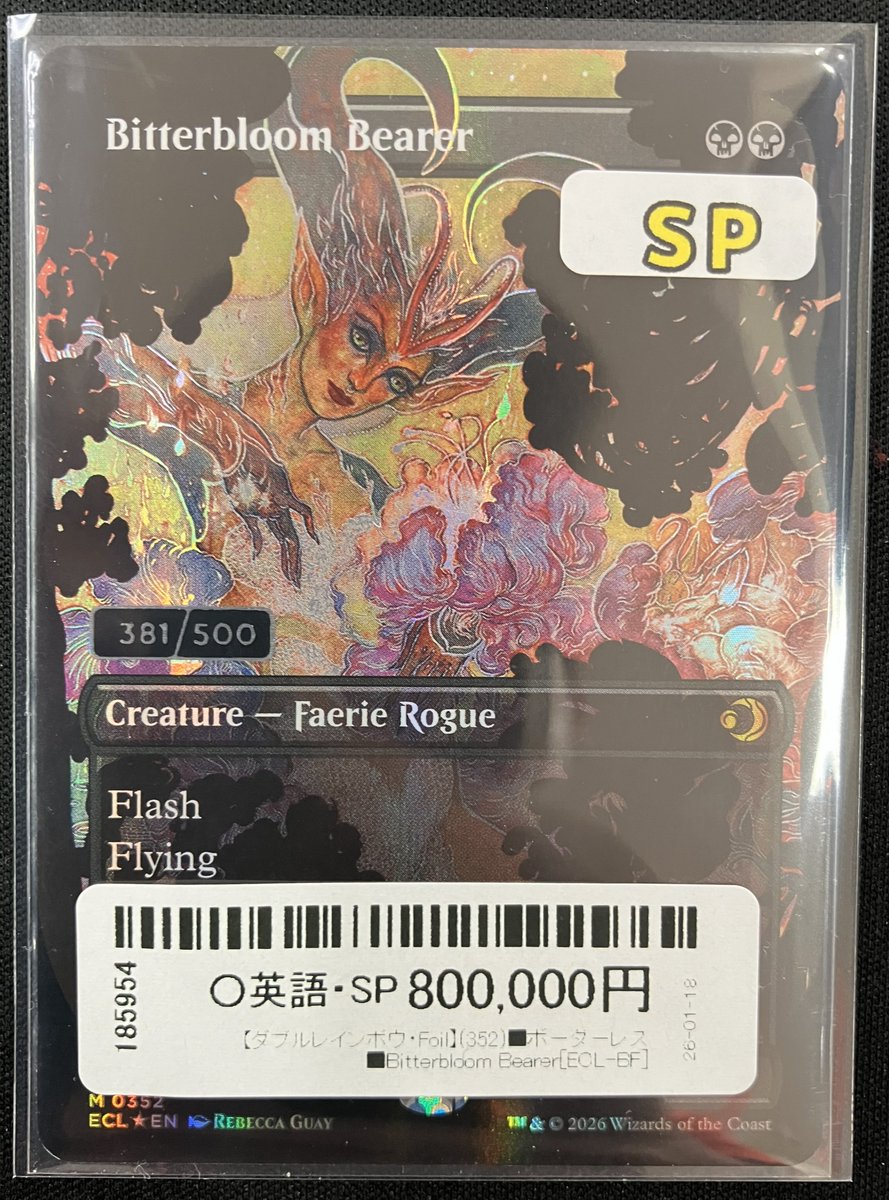 Bitterbloom Bearer
SP
381/500
Creature — Faerie Rogue
Flash
Flying
185954
〇英語・SP 800,000円
26-01-18
【ダブルレインボウ・Foil】(352)■ボーダーレス
■Bitterbloom Bearer[ECL-BF]
M 0352
ECL★EN REBECCA GUAY
™ & © 2026 Wizards of the Coast